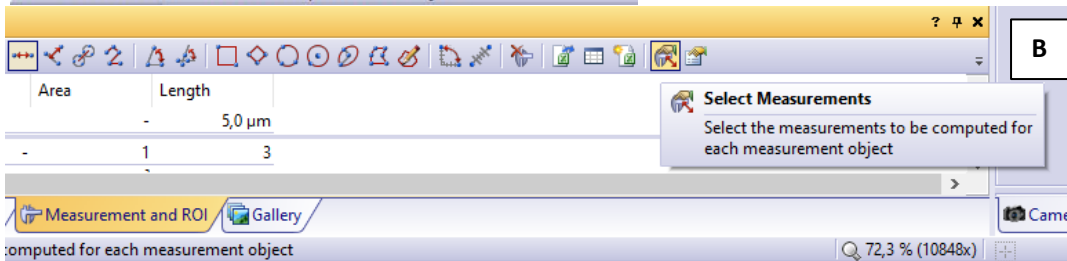 B
Area Length
- 5,0 µm
- 1 3
Select Measurements
Select the measurements to be computed for
each measurement object
Measurement and ROI Gallery Came
computed for each measurement object 72,3 % (10848x)